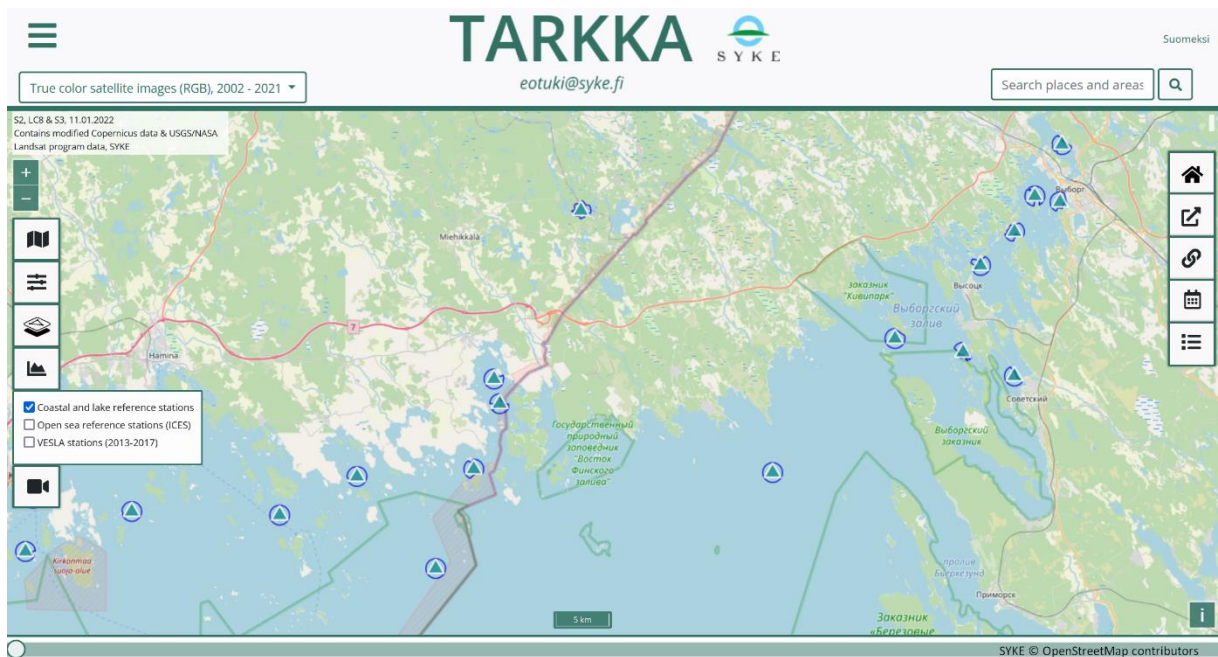 TARKKA
SYKE
Suomeksi
True color satellite images (RGB), 2002 - 2021
eotuki@syke.fi
Search places and areas
S2, LC8 & S3, 11.01.2022
Contains modified Copernicus data & USGS/NASA
Landsat program data, SYKE
+
−
Выборг
Miehikkälä
заказник
"Кивипарк"
Высоцк
Выборгский
залив
7
Hamina
Советский
Coastal and lake reference stations
Open sea reference stations (ICES)
VESLA stations (2013-2017)
Государственный
природный
заповедник
"Восток
Финского
залива"
Выборгский
заказник
Kirkonmaa
suoja-alue
пролив
Бьёркезунд
Приморск
5 km
Заказник
«Березовые
i
SYKE © OpenStreetMap contributors